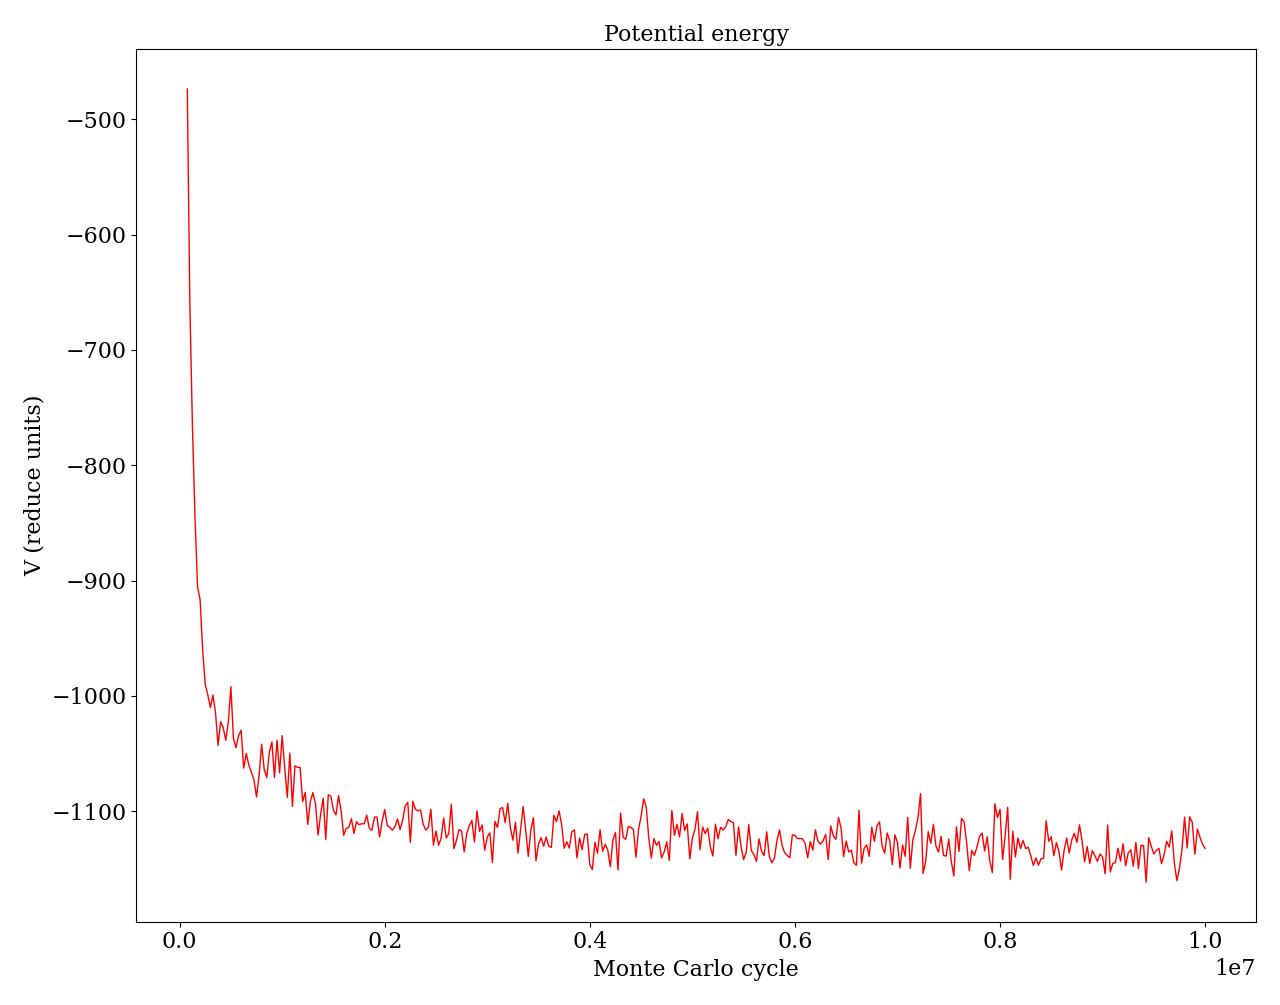 Potential energy
−500
−600
−700
−800
−900
−1000
−1100
V (reduce units)
0.0 0.2 0.4 0.6 0.8 1.0
1e7
Monte Carlo cycle